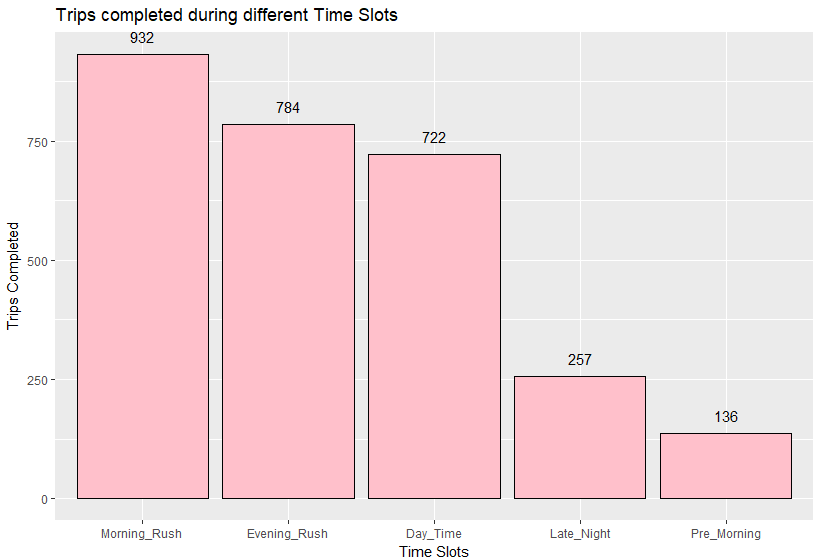 Trips completed during different Time Slots
932
784
722
257
136
750
500
250
0
Trips Completed
Morning_Rush Evening_Rush Day_Time Late_Night Pre_Morning
Time Slots